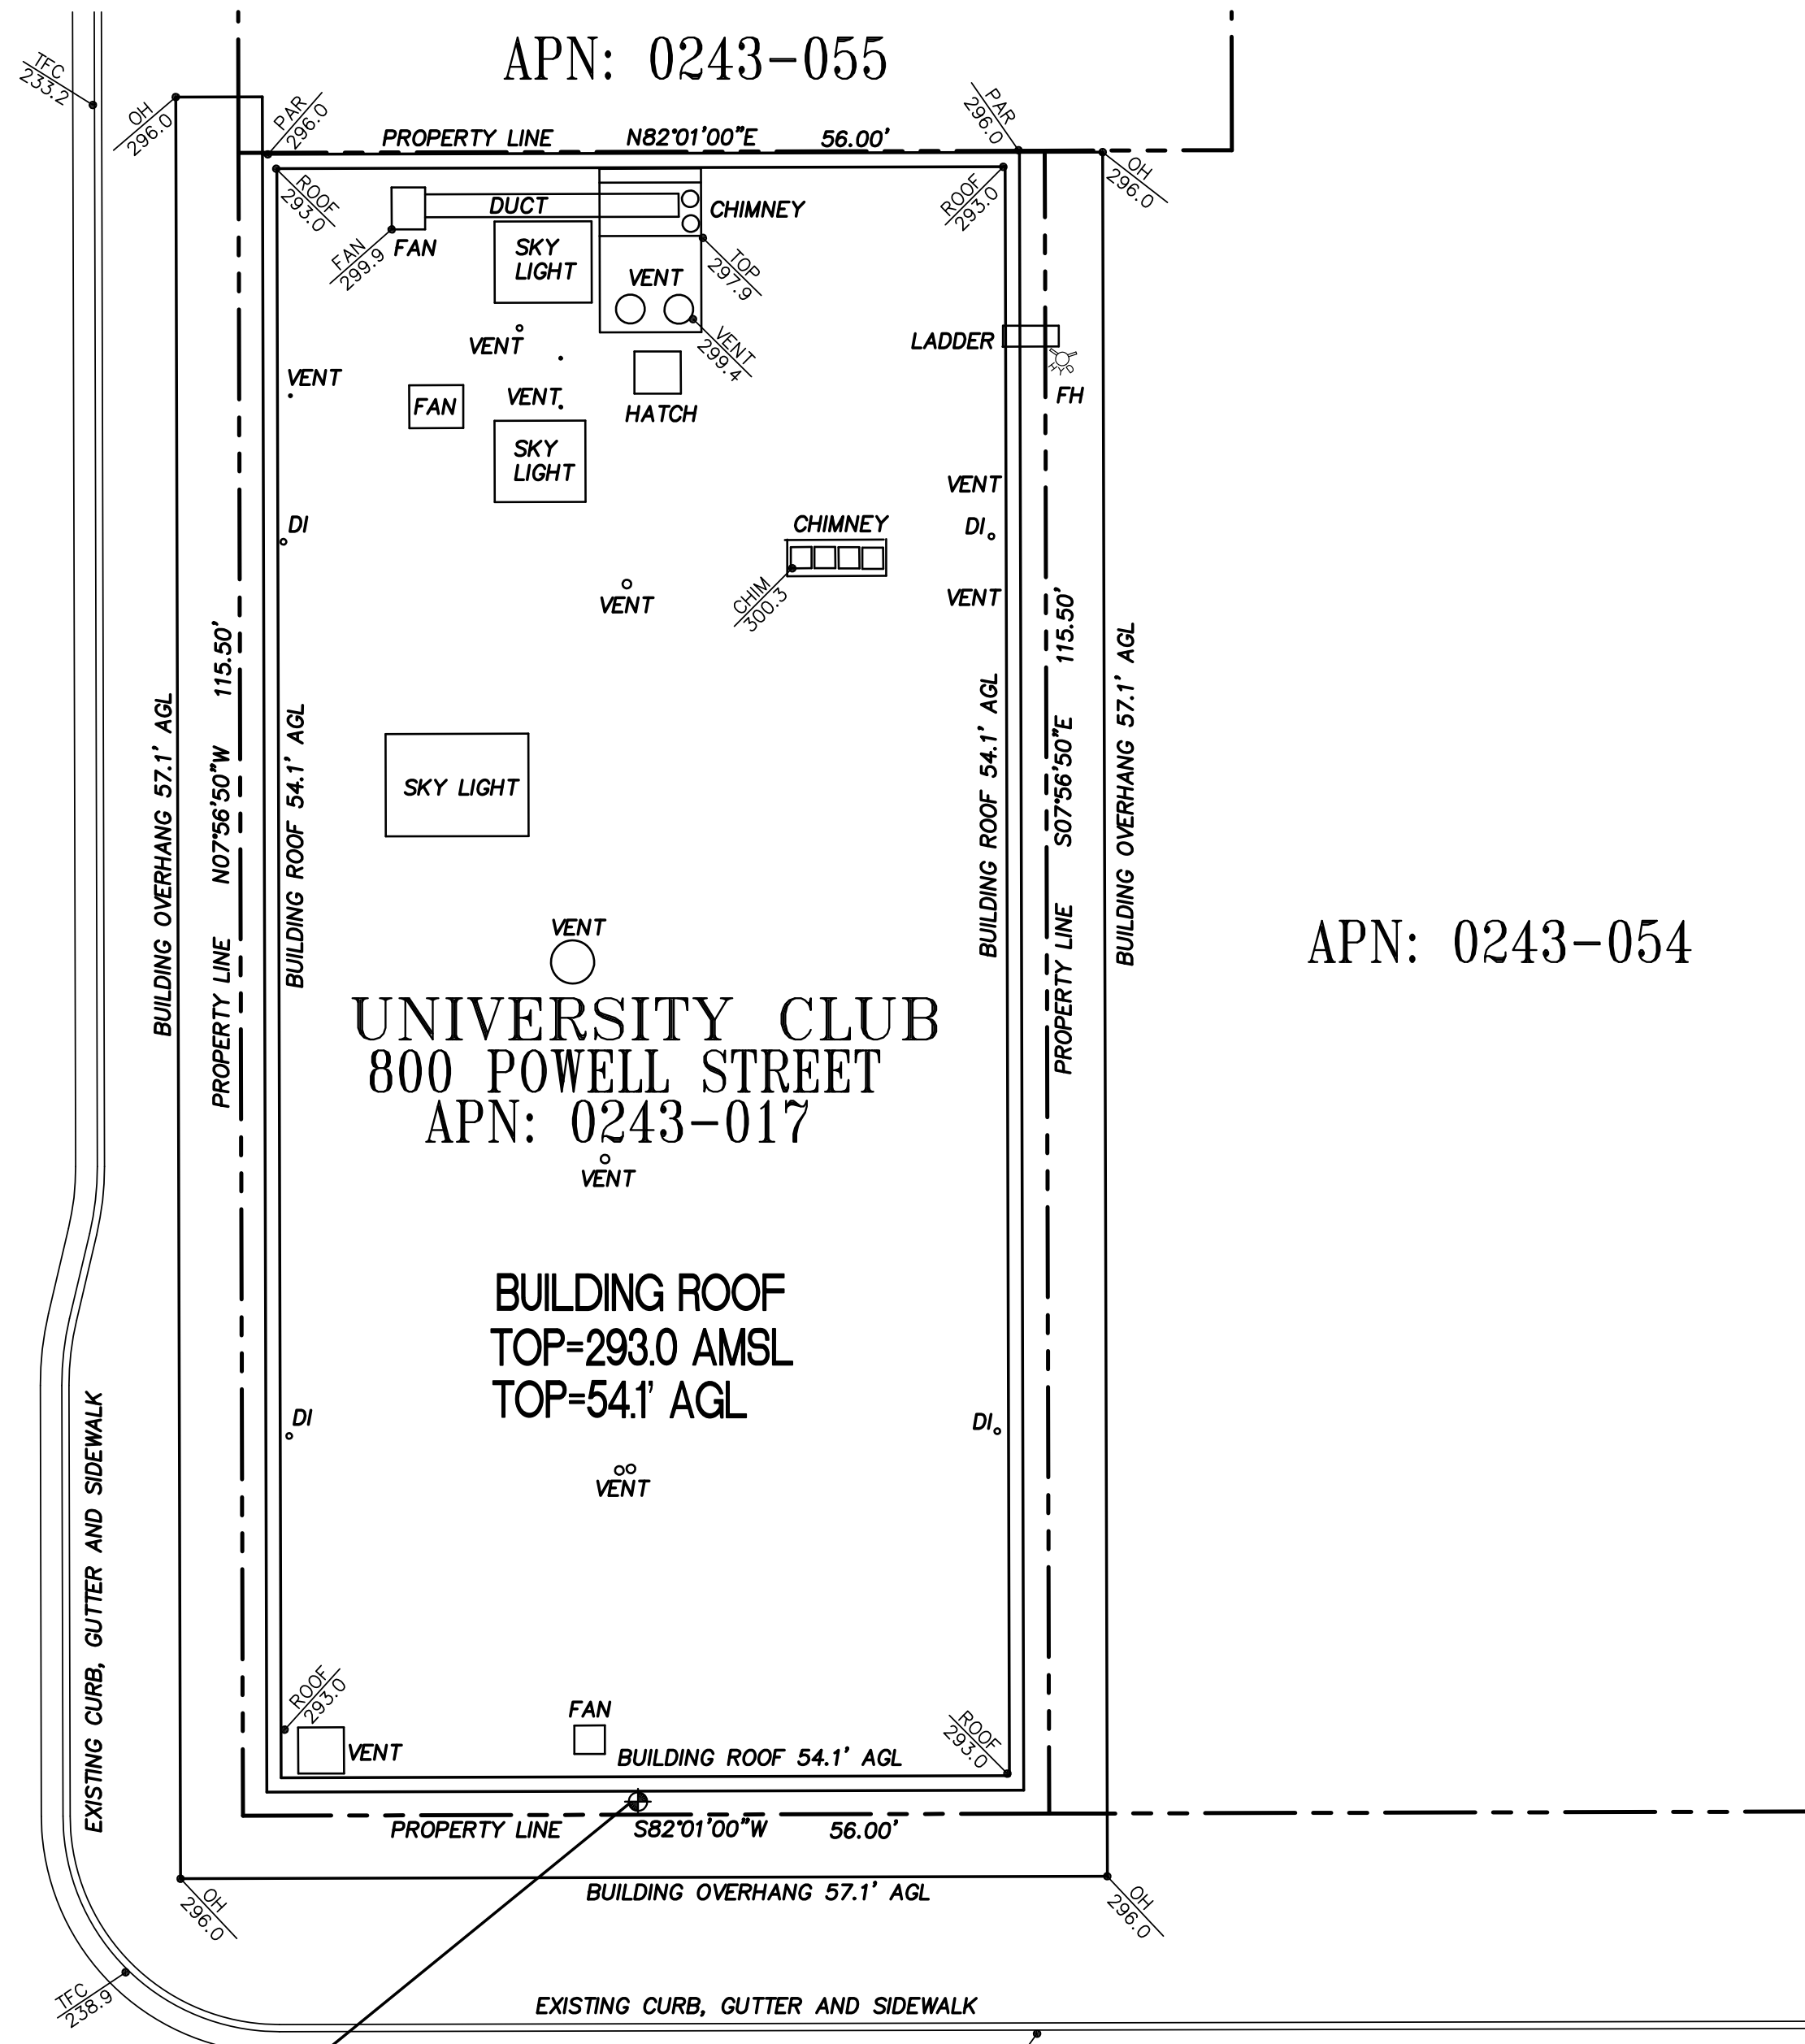 APN: 0243-055
TFC
233.2
OH
296.0
PAR
296.0
PROPERTY LINE N82°01'00"E 56.00'
PAR
296.0
OH
296.0
ROOF
293.0
DUCT
CHIMNEY
ROOF
293.0
FAN
299.9
FAN
SKY
LIGHT
VENT
TOP
297.9
VENT
299.4
LADDER
HYD
FH
VENT
VENT
VENT
FAN
HATCH
SKY
LIGHT
VENT
DI
DI
CHIMNEY
CHIM
300.3
VENT
VENT
BUILDING OVERHANG 57.1' AGL
PROPERTY LINE N07°56'50"W 115.50'
BUILDING ROOF 54.1' AGL
BUILDING ROOF 54.1' AGL
PROPERTY LINE S07°56'50"E 115.50'
BUILDING OVERHANG 57.1' AGL
SKY LIGHT
APN: 0243-054
VENT
UNIVERSITY CLUB
800 POWELL STREET
APN: 0243-017
VENT
BUILDING ROOF
TOP=293.0 AMSL
TOP=54.1' AGL
DI
DI
VENT
EXISTING CURB, GUTTER AND SIDEWALK
ROOF
293.0
VENT
FAN
BUILDING ROOF 54.1' AGL
ROOF
293.0
PROPERTY LINE S82°01'00"W 56.00'
BUILDING OVERHANG 57.1' AGL
OH
296.0
OH
296.0
TFC
238.9
EXISTING CURB, GUTTER AND SIDEWALK